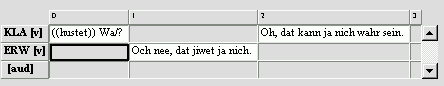 0 1 2 3
KLA [v] ((hustet)) Wa/? Oh, dat kann ja nich wahr sein.
ERW [v] Och nee, dat jiwet ja nich.
[aud]